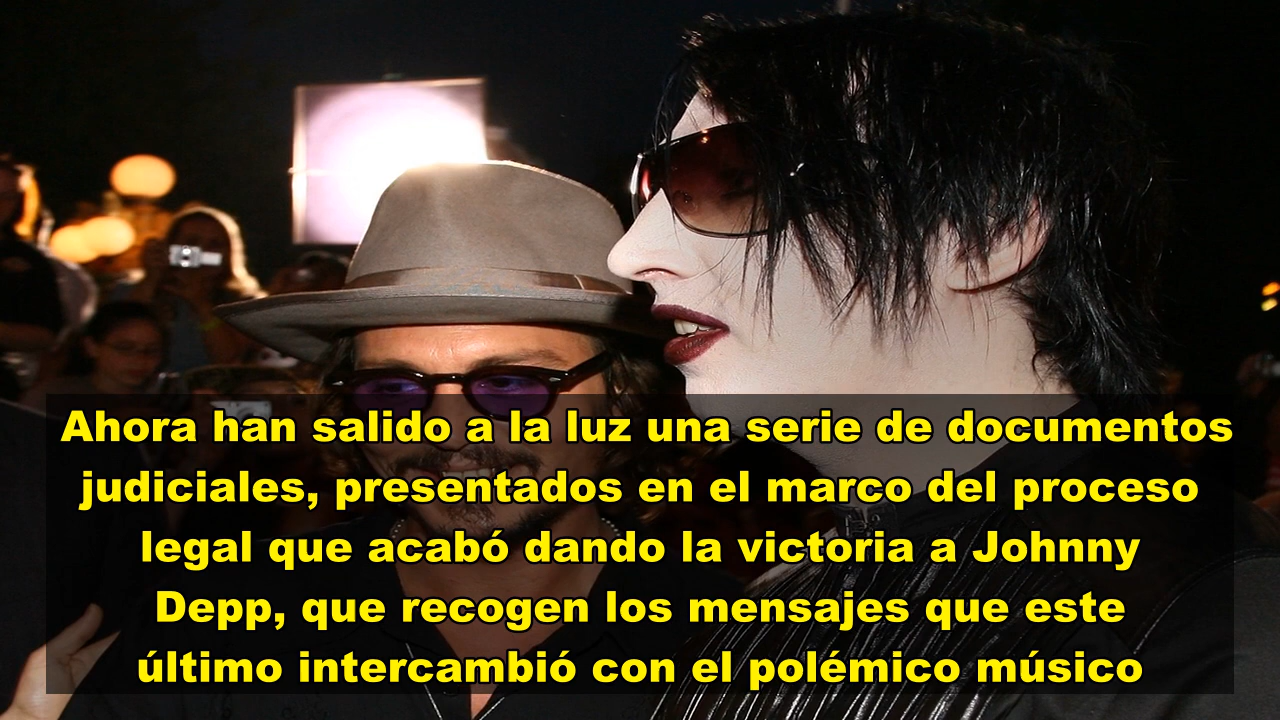 Ahora han salido a la luz una serie de documentos
judiciales, presentados en el marco del proceso
legal que acabó dando la victoria a Johnny
Depp, que recogen los mensajes que este
último intercambió con el polémico músico